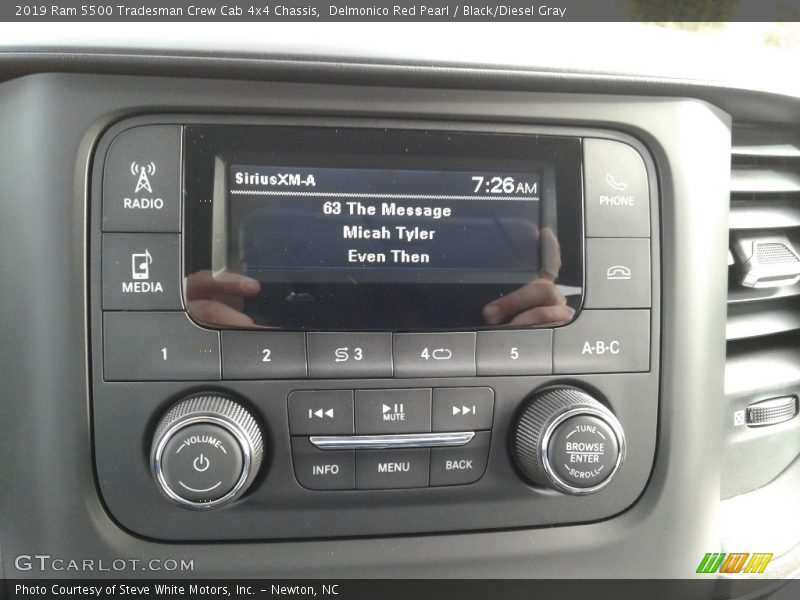 2019 Ram 5500 Tradesman Crew Cab 4x4 Chassis,  Delmonico Red Pearl / Black/Diesel Gray
SiriusXM-A 7:26AM
63 The Message
Micah Tyler
Even Then
RADIO
PHONE
MEDIA
1 2 3 4 5 A·B·C
MUTE
VOLUME
TUNE
BROWSE
ENTER
SCROLL
INFO MENU BACK
GTCARLOT.COM
Photo Courtesy of Steve White Motors, Inc. – Newton, NC